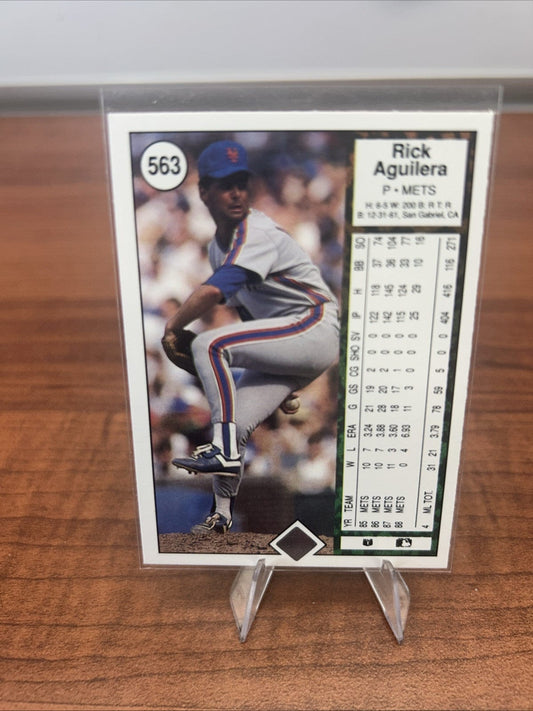 563
Rick
Aguilera
P • METS
H: 6-5 W: 200 B: R T: R
B: 12-31-61, San Gabriel, CA
YR TEAM W L ERA G GS CG SHO SV IP H BB SO
85 METS 10 7 3.24 21 19 2 0 0 122 118 37 74
86 METS 10 7 3.88 28 20 2 0 0 142 145 36 104
87 METS 11 3 3.60 18 17 1 0 0 115 124 33 77
88 METS 0 4 6.93 11 3 0 0 0 25 29 10 16
4 ML TOT. 31 21 3.79 78 59 5 0 0 404 416 116 271